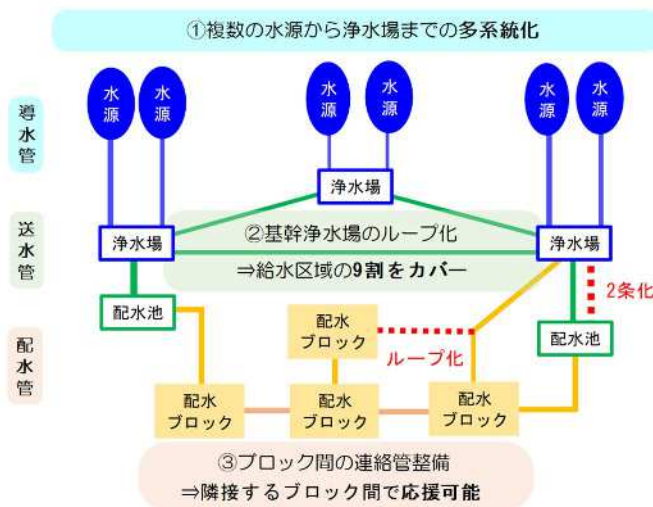 ①複数の水源から浄水場までの多系統化
導水管
水源
水源
水源
水源
水源
水源
浄水場
送水管
浄水場
②基幹浄水場のループ化
⇒給水区域の9割をカバー
浄水場
配水池
2条化
配水池
配水管
配水
ブロック
ループ化
配水
ブロック
配水
ブロック
配水
ブロック
③ブロック間の連絡管整備
⇒隣接するブロック間で応援可能